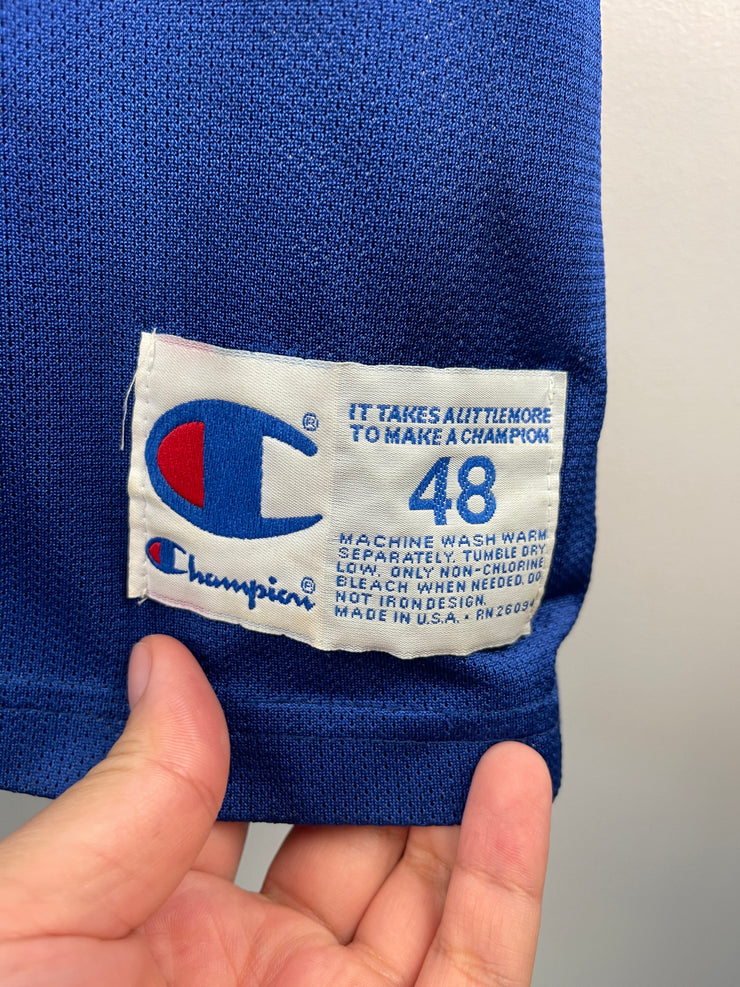 ®
Champion®
IT TAKES A LITTLE MORE
TO MAKE A CHAMPION.
48
MACHINE WASH WARM
SEPARATELY. TUMBLE DRY
LOW. ONLY NON-CHLORINE
BLEACH WHEN NEEDED. DO
NOT IRON DESIGN.
MADE IN U.S.A. • RN 26094